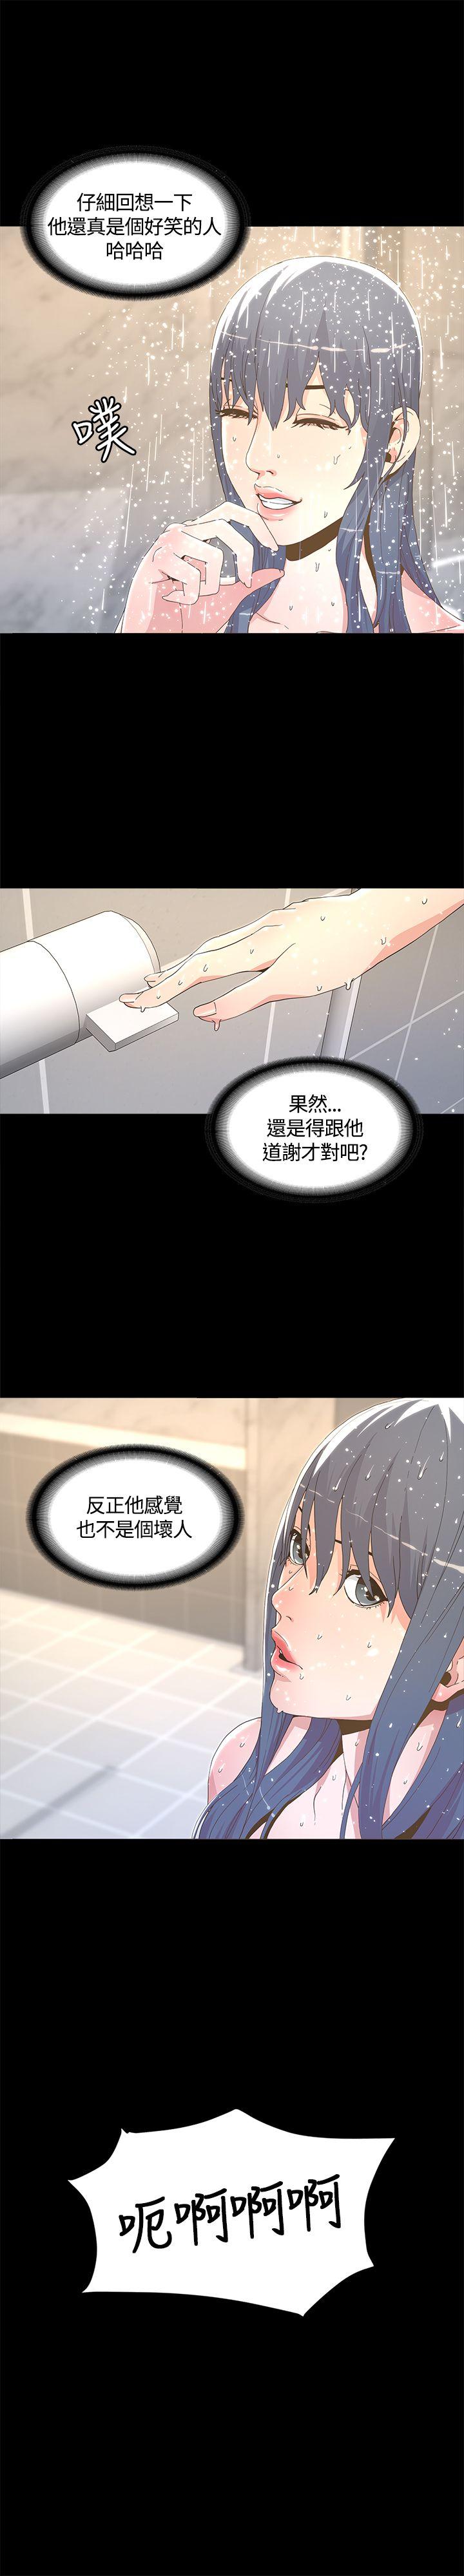 仔細回想一下
他還真是個好笑的人
哈哈哈
噗
果然...
還是得跟他
道謝才對吧?
反正他感覺
也不是個壞人
呃啊啊啊